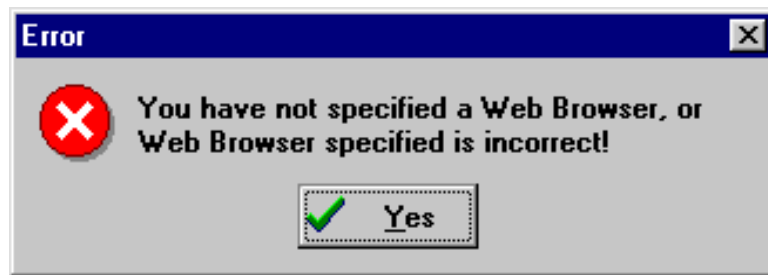 Error
You have not specified a Web Browser, or
Web Browser specified is incorrect!
Yes